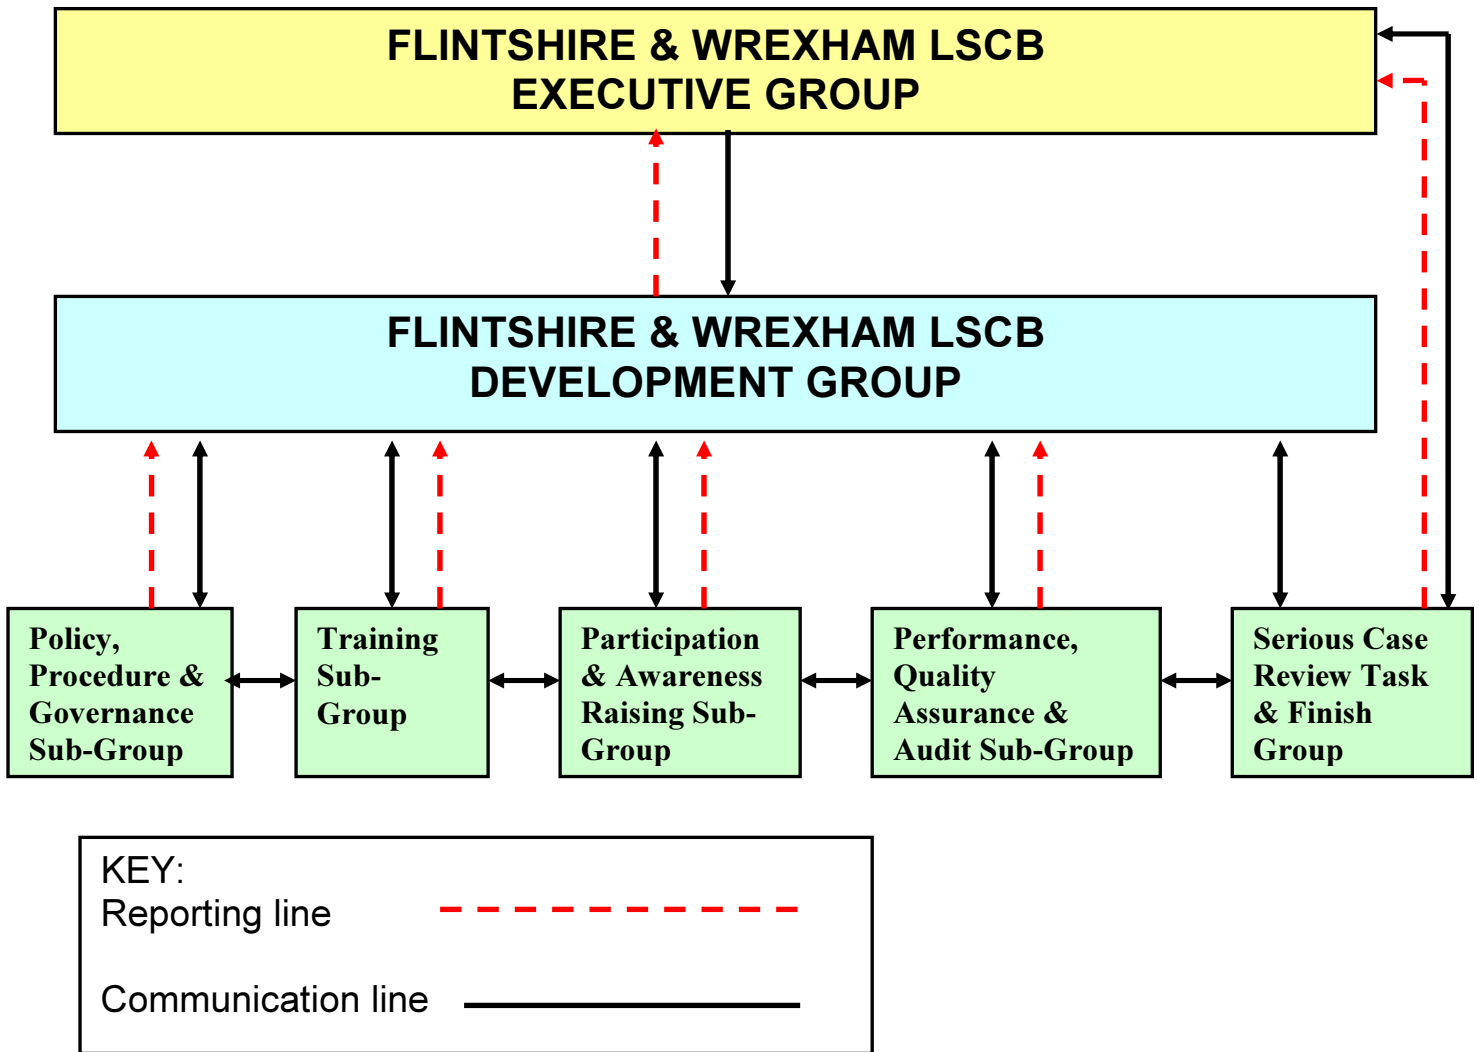 FLINTSHIRE & WREXHAM LSCB
EXECUTIVE GROUP
FLINTSHIRE & WREXHAM LSCB
DEVELOPMENT GROUP
Policy,
Procedure &
Governance
Sub-Group
Training
Sub-
Group
Participation
& Awareness
Raising Sub-
Group
Performance,
Quality
Assurance &
Audit Sub-Group
Serious Case
Review Task
& Finish
Group
KEY:
Reporting line
Communication line